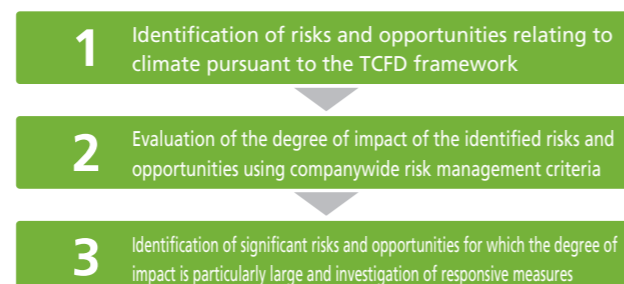 1
Identification of risks and opportunities relating to
climate pursuant to the TCFD framework
2
Evaluation of the degree of impact of the identified risks and
opportunities using companywide risk management criteria
3
Identification of significant risks and opportunities for which the degree of
impact is particularly large and investigation of responsive measures